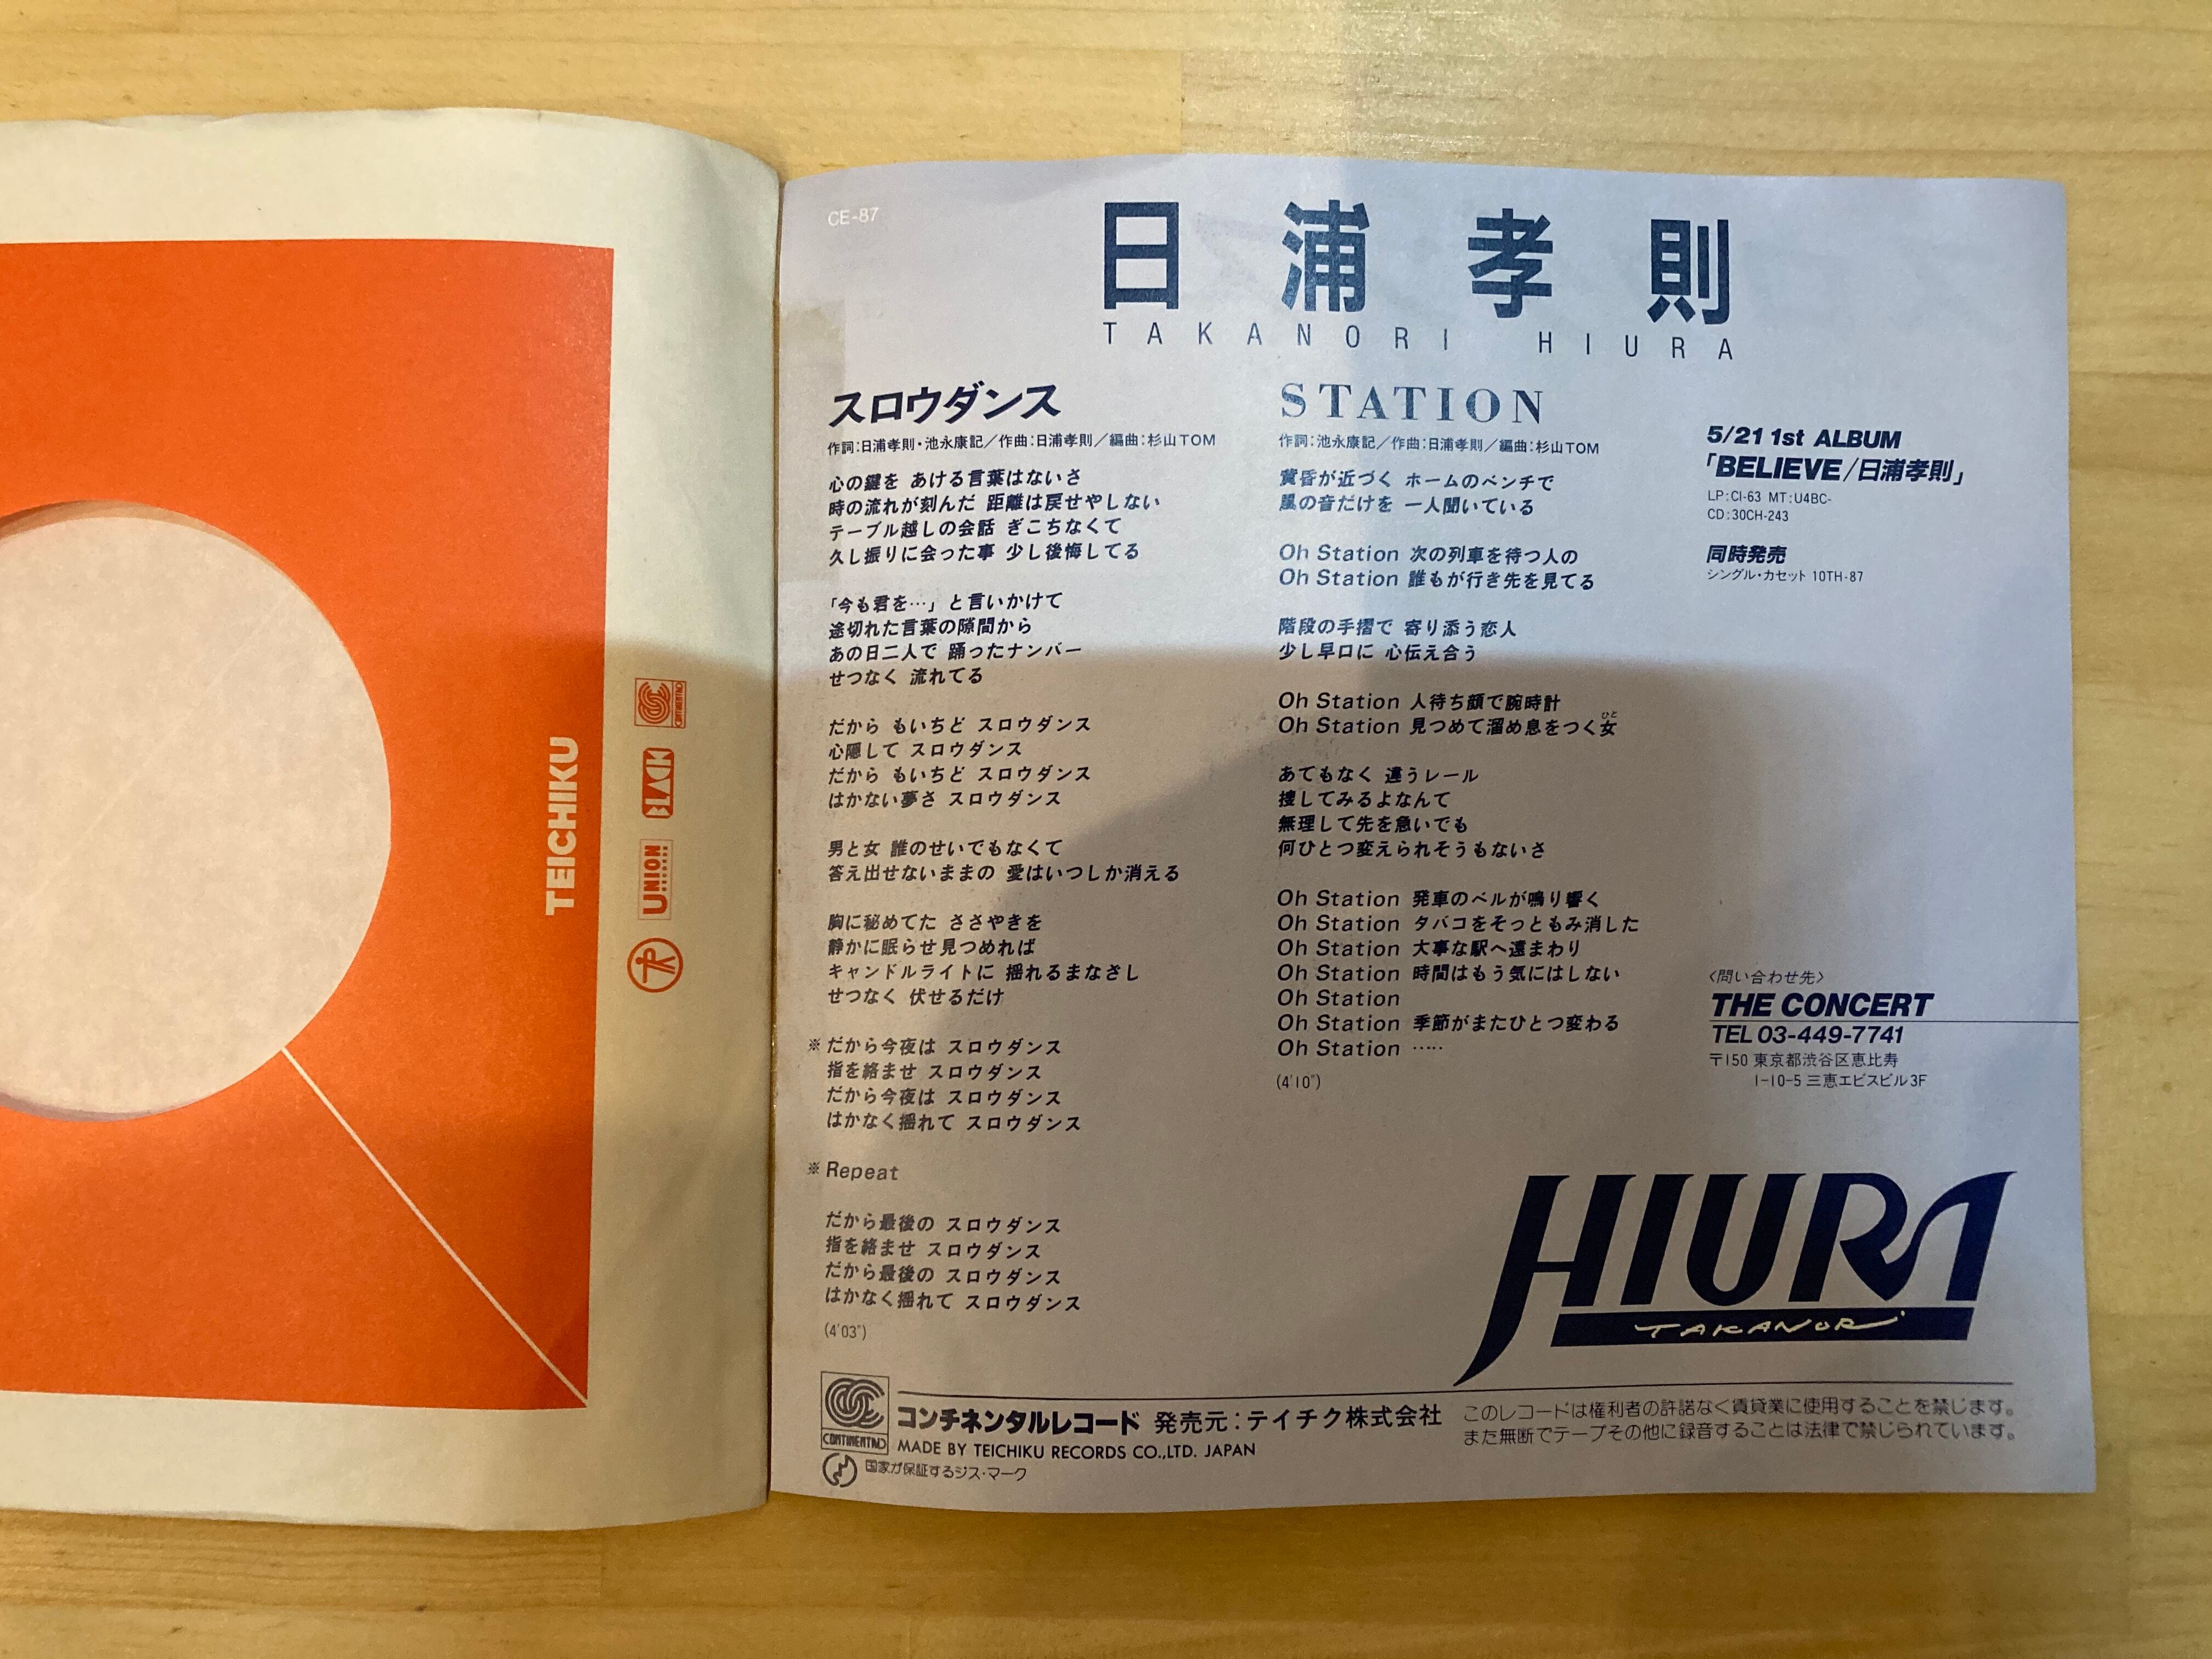 TEICHIKU
CONTINENTAL
BLACK
UNION
RECORDS
CE-87
日浦孝則
TAKANORI HIURA
スロウダンス
作詞:日浦孝則・池永康記/作曲:日浦孝則/編曲:杉山TOM
心の鍵を あける言葉はないさ
時の流れが刻んだ 距離は戻せやしない
テーブル越しの会話 ぎこちなくて
久し振りに会った事 少し後悔してる
「今も君を…」と言いかけて
途切れた言葉の隙間から
あの日二人で 踊ったナンバー
せつなく 流れてる
だから もいちど スロウダンス
心隠して スロウダンス
だから もいちど スロウダンス
はかない夢さ スロウダンス
男と女 誰のせいでもなくて
答え出せないままの 愛はいつしか消える
胸に秘めてた ささやきを
静かに眠らせ見つめれば
キャンドルライトに 揺れるまなざし
せつなく 伏せるだけ
※だから今夜は スロウダンス
指を絡ませ スロウダンス
だから今夜は スロウダンス
はかなく揺れて スロウダンス
※Repeat
だから最後の スロウダンス
指を絡ませ スロウダンス
だから最後の スロウダンス
はかなく揺れて スロウダンス
(4'03")
STATION
作詞:池永康記/作曲:日浦孝則/編曲:杉山TOM
黄昏が近づく ホームのベンチで
風の音だけを 一人聞いている
Oh Station 次の列車を待つ人の
Oh Station 誰もが行き先を見てる
階段の手摺で 寄り添う恋人
少し早口に 心伝え合う
Oh Station 人待ち顔で腕時計
Oh Station 見つめて溜め息をつく女
ひと
あてもなく 違うレール
捜してみるよなんて
無理して先を急いでも
何ひとつ変えられそうもないさ
Oh Station 発車のベルが鳴り響く
Oh Station タバコをそっともみ消した
Oh Station 大事な駅へ遠まわり
Oh Station 時間はもう気にはしない
Oh Station
Oh Station 季節がまたひとつ変わる
Oh Station ……
(4'10")
5/21 1st ALBUM
「BELIEVE/日浦孝則」
LP:CI-63 MT:U4BC-
CD:30CH-243
同時発売
シングル・カセット 10TH-87
〈問い合わせ先〉
THE CONCERT
TEL 03-449-7741
〒150 東京都渋谷区恵比寿
1-10-5 三恵エビスビル3F
HIURA
TAKANORI
CONTINENTAL
コンチネンタルレコード 発売元:テイチク株式会社
MADE BY TEICHIKU RECORDS CO.,LTD. JAPAN
国家が保証するジス・マーク
このレコードは権利者の許諾なく賃貸業に使用することを禁じます。
また無断でテープその他に録音することは法律で禁じられています。